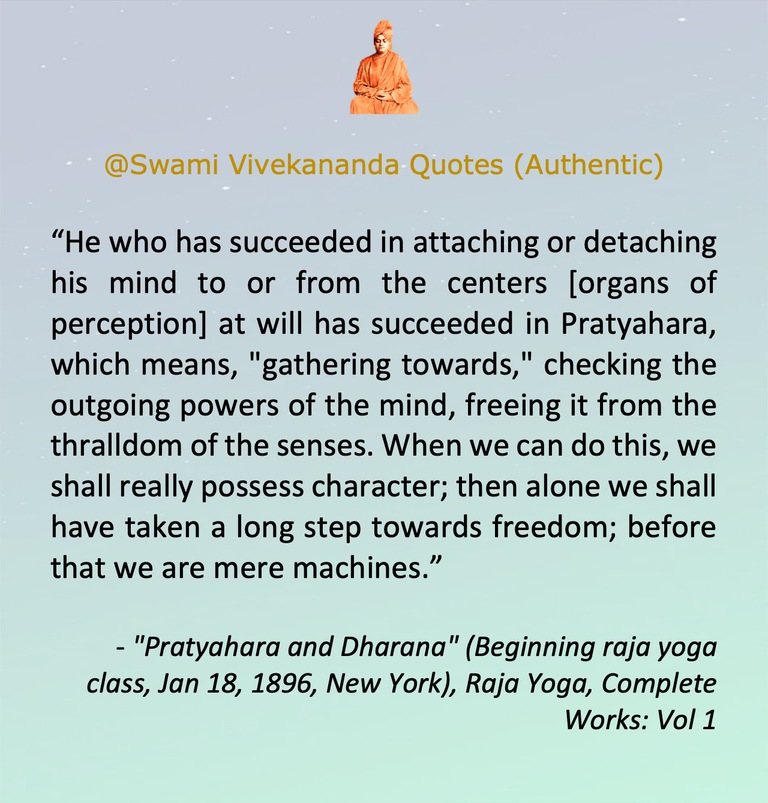 @Swami Vivekananda Quotes (Authentic)
“He who has succeeded in attaching or detaching
his mind to or from the centers [organs of
perception] at will has succeeded in Pratyahara,
which means, "gathering towards," checking the
outgoing powers of the mind, freeing it from the
thralldom of the senses. When we can do this, we
shall really possess character; then alone we shall
have taken a long step towards freedom; before
that we are mere machines.”
- "Pratyahara and Dharana" (Beginning raja yoga
class, Jan 18, 1896, New York), Raja Yoga, Complete
Works: Vol 1